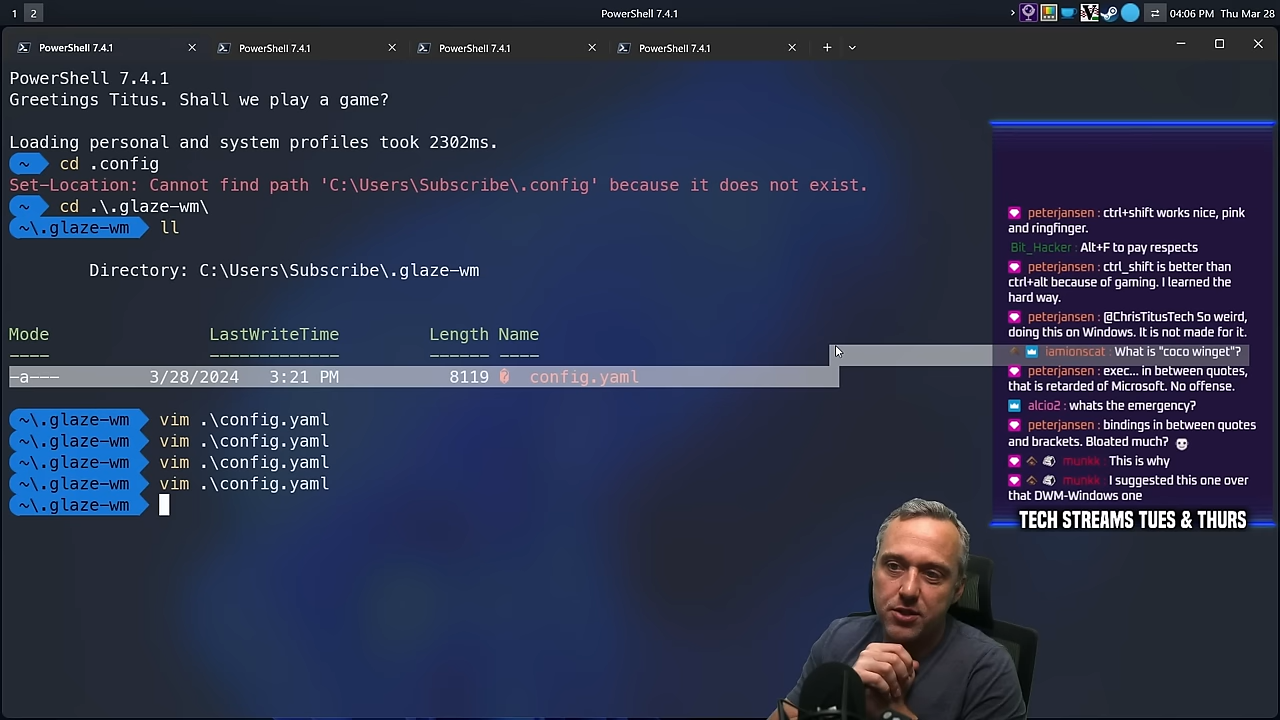 1 2 PowerShell 7.4.1 04:06 PM Thu Mar 28
PowerShell 7.4.1 PowerShell 7.4.1 PowerShell 7.4.1 PowerShell 7.4.1
PowerShell 7.4.1
Greetings Titus. Shall we play a game?
Loading personal and system profiles took 2302ms.
~ cd .config
Set-Location: Cannot find path 'C:\Users\Subscribe\.config' because it does not exist.
~ cd .\.glaze-wm\
~\.glaze-wm ll
Directory: C:\Users\Subscribe\.glaze-wm
Mode LastWriteTime Length Name
---- ------------- ------ ----
-a--- 3/28/2024 3:21 PM 8119 � config.yaml
~\.glaze-wm vim .\config.yaml
~\.glaze-wm vim .\config.yaml
~\.glaze-wm vim .\config.yaml
~\.glaze-wm vim .\config.yaml
~\.glaze-wm
peterjansen : ctrl+shift works nice, pink
and ringfinger.
Bit_Hacker : Alt+F to pay respects
peterjansen : ctrl_shift is better than
ctrl+alt because of gaming. I learned the
hard way.
peterjansen : @ChrisTitusTech So weird,
doing this on Windows. It is not made for it.
iamionscat : What is "coco winget"?
peterjansen : exec... in between quotes,
that is retarded of Microsoft. No offense.
alcio2 : whats the emergency?
peterjansen : bindings in between quotes
and brackets. Bloated much?
munkk : This is why
munkk : I suggested this one over
that DWM-Windows one
TECH STREAMS TUES & THURS